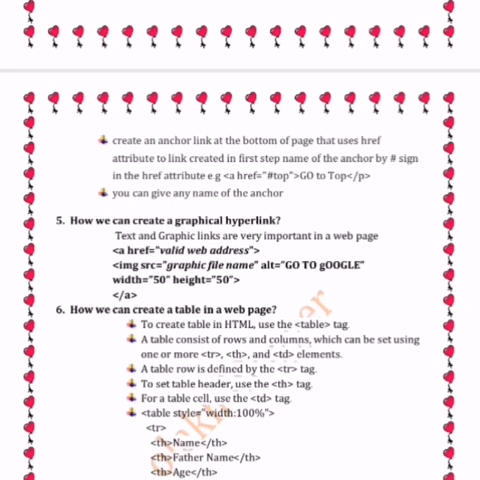 create an anchor link at the bottom of page that uses href
attribute to link created in first step name of the anchor by # sign
in the href attribute e.g <a href="#top">GO to Top</p>
you can give any name of the anchor
5. How we can create a graphical hyperlink?
Text and Graphic links are very important in a web page
<a href="valid web address">
<img src="graphic file name" alt="GO TO gOOGLE"
width="50" height="50">
</a>
6. How we can create a table in a web page?
To create table in HTML, use the <table> tag.
A table consist of rows and columns, which can be set using
one or more <tr>, <th>, and <td> elements.
A table row is defined by the <tr> tag.
To set table header, use the <th> tag.
For a table cell, use the <td> tag.
<table style="width:100%">
<tr>
<th>Name</th>
<th>Father Name</th>
<th>Age</th>